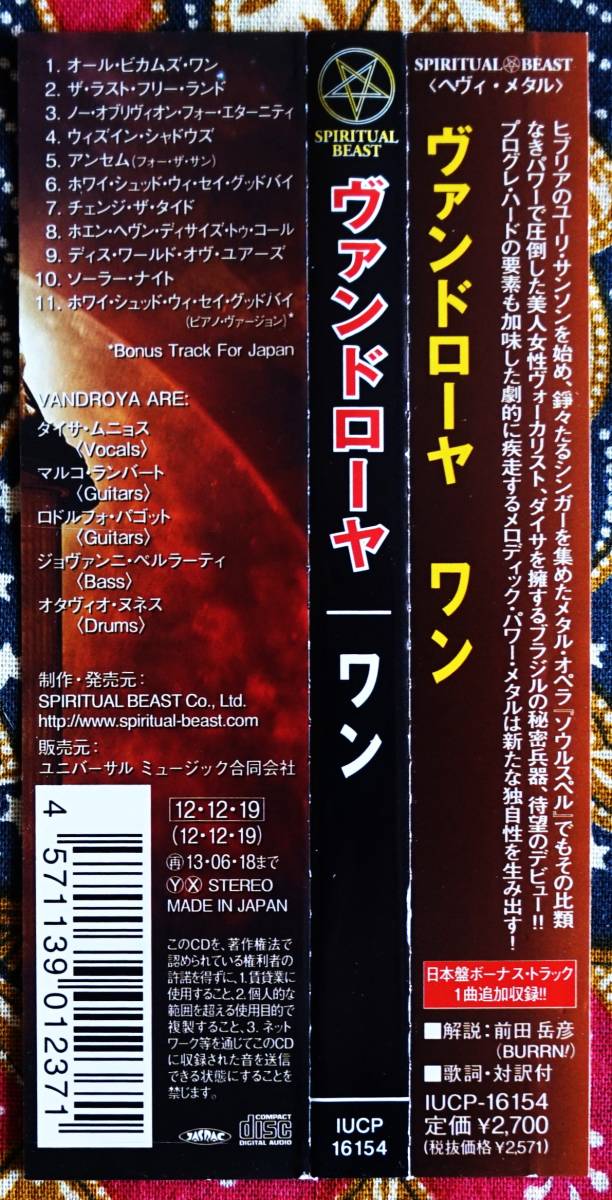 1. オール・ビカムズ・ワン
2. ザ・ラスト・フリー・ランド
3. ノー・オブリヴィオン・フォー・エターニティ
4. ウィズイン・シャドウズ
5. アンセム(フォー・ザ・サン)
6. ホワイ・シュッド・ウィ・セイ・グッドバイ
7. チェンジ・ザ・タイド
8. ホエン・ヘヴン・ディサイズ・トゥ・コール
9. ディス・ワールド・オヴ・ユアーズ
10. ソーラー・ナイト
11. ホワイ・シュッド・ウィ・セイ・グッドバイ
(ピアノ・ヴァージョン)*
*Bonus Track For Japan
VANDROYA ARE:
ダイサ・ムニョス
〈Vocals〉
マルコ・ランバート
〈Guitars〉
ロドルフォ・パゴット
〈Guitars〉
ジョヴァンニ・ペルラーティ
〈Bass〉
オタヴィオ・ヌネス
〈Drums〉
制作・発売元:
SPIRITUAL BEAST Co., Ltd.
http://www.spiritual-beast.com
販売元:
ユニバーサル ミュージック合同会社
4 571139 012371
12・12・19
(12・12・19)
再13・06・18まで
Y X STEREO
MADE IN JAPAN
このCDを、著作権法で
認められている権利者の
許諾を得ずに、1. 賃貸業に
使用すること、2. 個人的な
範囲を超える使用目的で
複製すること、3. ネット
ワーク等を通じてこのCD
に収録された音を送信
できる状態にすることを
禁じます。
JASRAC
COMPACT
disc
DIGITAL AUDIO
SPIRITUAL
BEAST
ヴァンドローヤ
ワン
IUCP
16154
SPIRITUAL BEAST
〈ヘヴィ・メタル〉
ヒブリアのユーリ・サンソンを始め、錚々たるシンガーを集めたメタル・オペラ『ソウルスペル』でもその比類
なきパワーで圧倒した美人女性ヴォーカリスト、ダイサを擁するブラジルの秘密兵器、待望のデビュー!!
プログレ・ハードの要素も加味した劇的に疾走するメロディック・パワー・メタルは新たな独自性を生み出す!
ヴァンドローヤ ワン
日本盤ボーナス・トラック
1曲追加収録!!
■解説:前田 岳彦
(BURRN!)
■歌詞・対訳付
IUCP-16154
定価 ¥2,700
(税抜価格 ¥2,571)